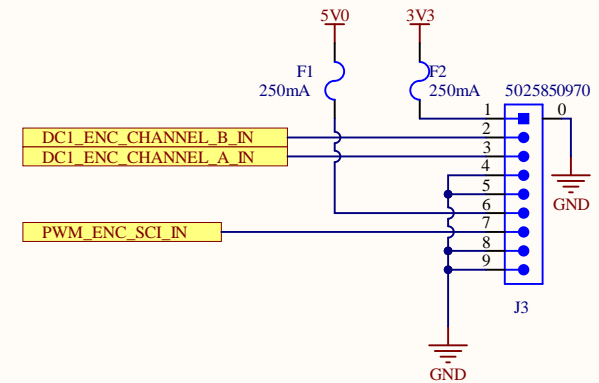 5V0 3V3
F1 F2
250mA 250mA 5025850970
1 0
DC1_ENC_CHANNEL_B_IN 2
DC1_ENC_CHANNEL_A_IN 3
4
5
6 GND
PWM_ENC_SCI_IN 7
8
9
J3
GND